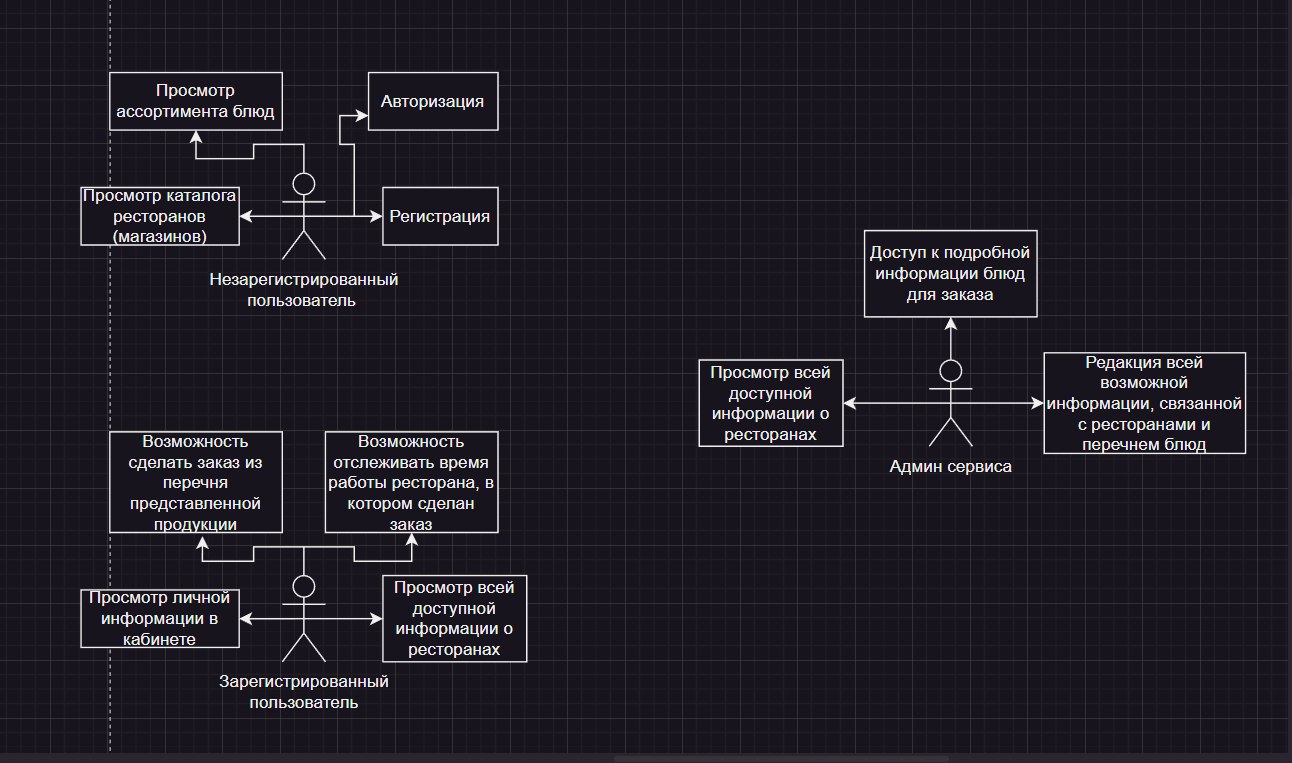 Просмотр
ассортимента блюд
Авторизация
Просмотр каталога
ресторанов
(магазинов)
Регистрация
Незарегистрированный
пользователь
Доступ к подробной
информации блюд
для заказа
Просмотр всей
доступной
информации о
ресторанах
Редакция всей
возможной
информации, связанной
с ресторанами и
перечнем блюд
Админ сервиса
Возможность
сделать заказ из
перечня
представленной
продукции
Возможность
отслеживать время
работы ресторана, в
котором сделан
заказ
Просмотр личной
информации в
кабинете
Просмотр всей
доступной
информации о
ресторанах
Зарегистрированный
пользователь